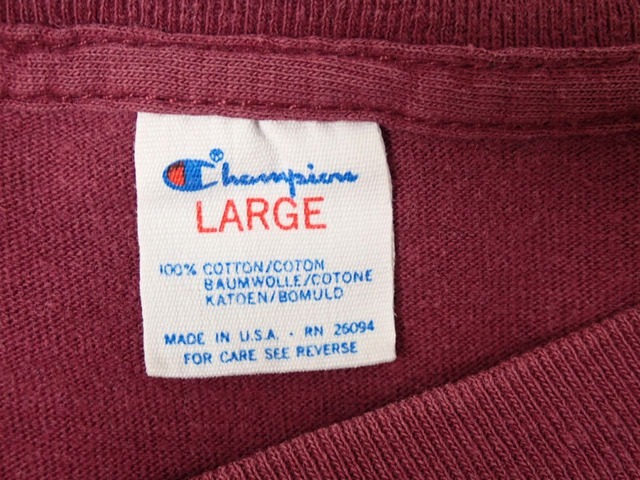 Champion®
LARGE
100% COTTON/COTON
BAUMWOLLE/COTONE
KATOEN/BOMULD
MADE IN U.S.A. · RN 26094
FOR CARE SEE REVERSE